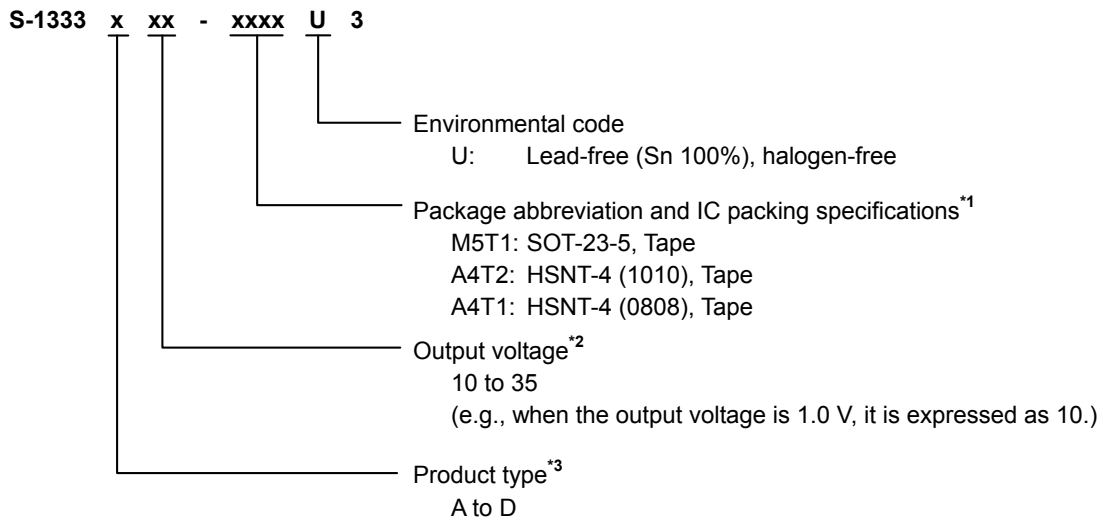 S-1333 x xx - xxxx U 3
Environmental code
U: Lead-free (Sn 100%), halogen-free
Package abbreviation and IC packing specifications*1
M5T1: SOT-23-5, Tape
A4T2: HSNT-4 (1010), Tape
A4T1: HSNT-4 (0808), Tape
Output voltage*2
10 to 35
(e.g., when the output voltage is 1.0 V, it is expressed as 10.)
Product type*3
A to D